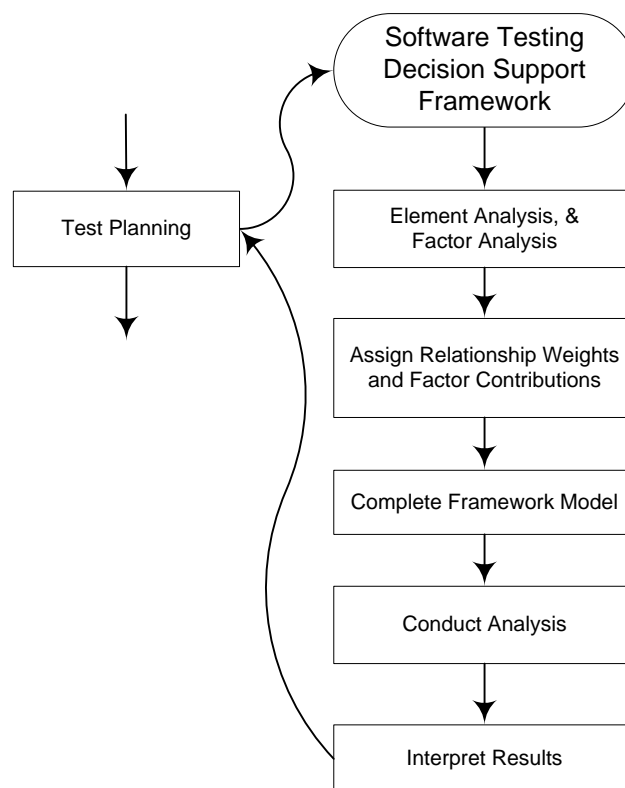 Software Testing
Decision Support
Framework
Test Planning
Element Analysis, &
Factor Analysis
Assign Relationship Weights
and Factor Contributions
Complete Framework Model
Conduct Analysis
Interpret Results